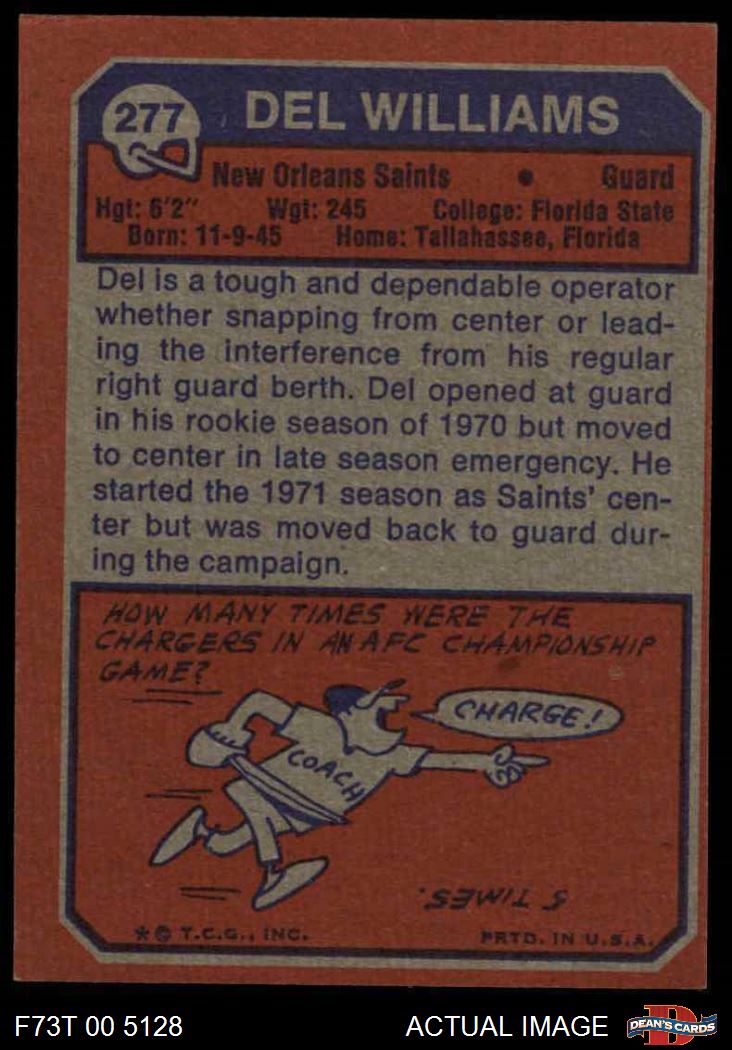 277
DEL WILLIAMS
New Orleans Saints • Guard
Hgt: 6'2" Wgt: 245 College: Florida State
Born: 11-9-45 Home: Tallahassee, Florida
Del is a tough and dependable operator
whether snapping from center or lead-
ing the interference from his regular
right guard berth. Del opened at guard
in his rookie season of 1970 but moved
to center in late season emergency. He
started the 1971 season as Saints' cen-
ter but was moved back to guard dur-
ing the campaign.
HOW MANY TIMES WERE THE
CHARGERS IN AN AFC CHAMPIONSHIP
GAME?
CHARGE!
COACH
5 TIMES.
* © T.C.G., INC. PRTD. IN U.S.A.
F73T 00 5128 ACTUAL IMAGE
D
DEAN'S CARDS